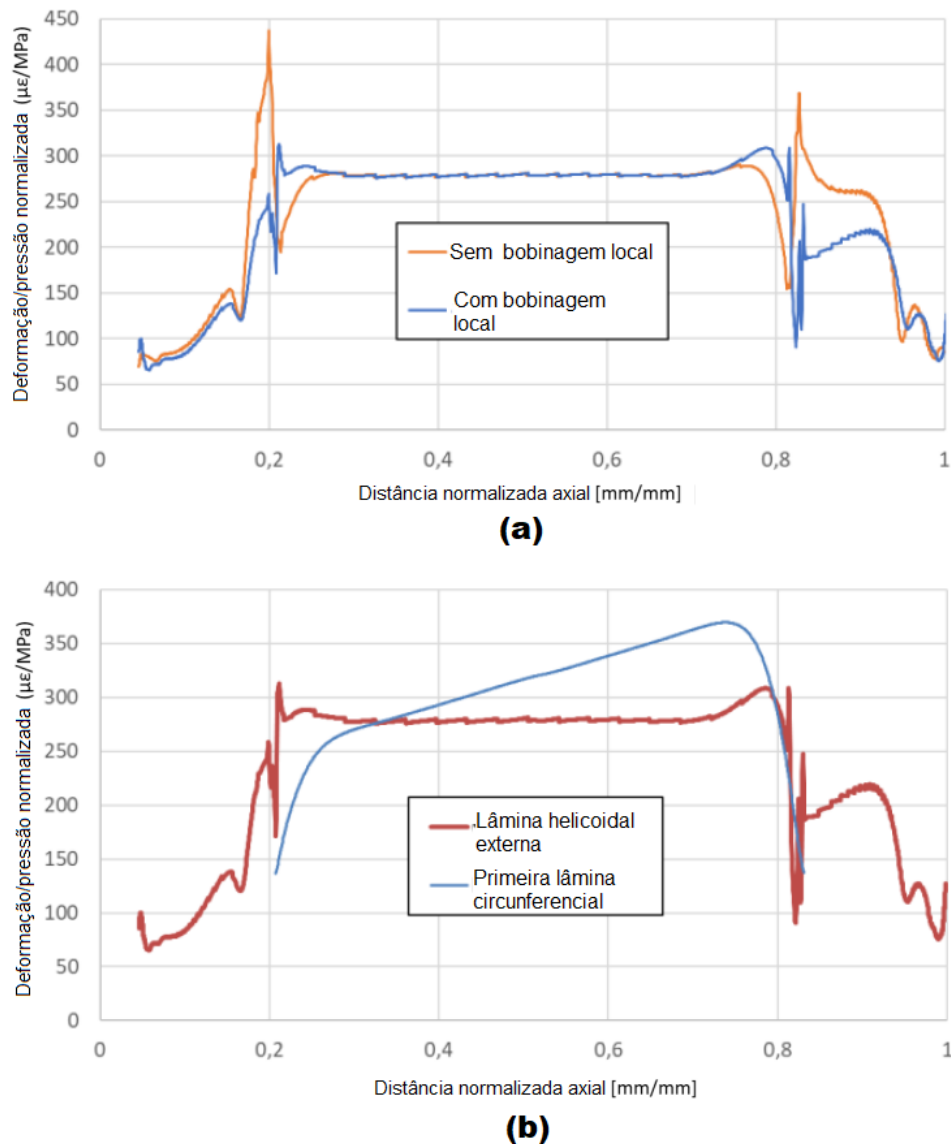 450
400
350
300
250
200
150
100
50
0
Deformação/pressão normalizada (µε/MPa)
Sem bobinagem local
Com bobinagem
local
0 0,2 0,4 0,6 0,8 1
Distância normalizada axial [mm/mm]
(a)
400
350
300
250
200
150
100
50
0
Deformação/pressão normalizada (µε/MPa)
Lâmina helicoidal
externa
Primeira lâmina
circunferencial
0 0,2 0,4 0,6 0,8 1
Distância normalizada axial [mm/mm]
(b)